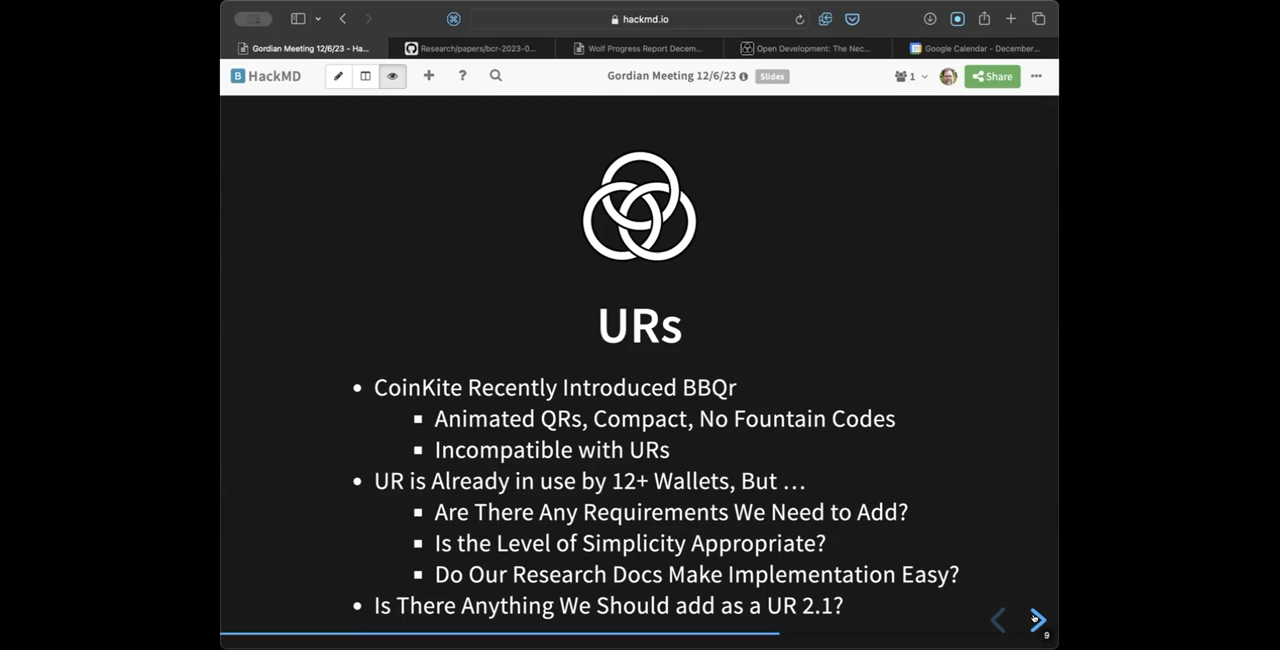 hackmd.io
Gordian Meeting 12/6/23 - Ha...
Research/papers/bcr-2023-0...
Wolf Progress Report Decem...
Open Development: The Nec...
Google Calendar - December...
HackMD
Gordian Meeting 12/6/23
Slides
1
Share
URs
CoinKite Recently Introduced BBQr
Animated QRs, Compact, No Fountain Codes
Incompatible with URs
UR is Already in use by 12+ Wallets, But …
Are There Any Requirements We Need to Add?
Is the Level of Simplicity Appropriate?
Do Our Research Docs Make Implementation Easy?
Is There Anything We Should add as a UR 2.1?
9